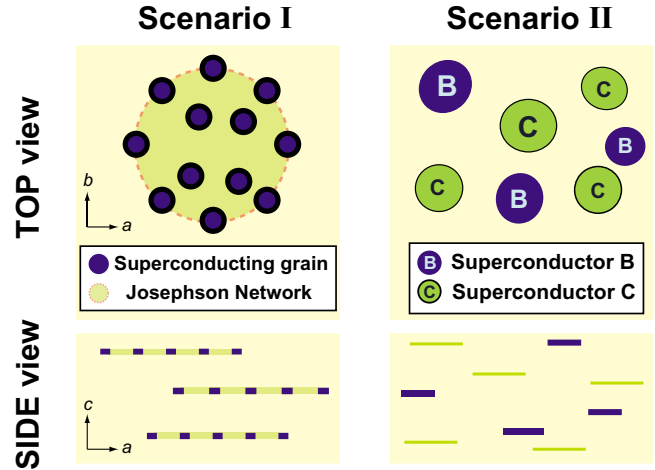 Scenario I
Scenario II
TOP view
b
a
Superconducting grain
Josephson Network
B
C
C
B
C
B
C
B Superconductor B
C Superconductor C
SIDE view
c
a